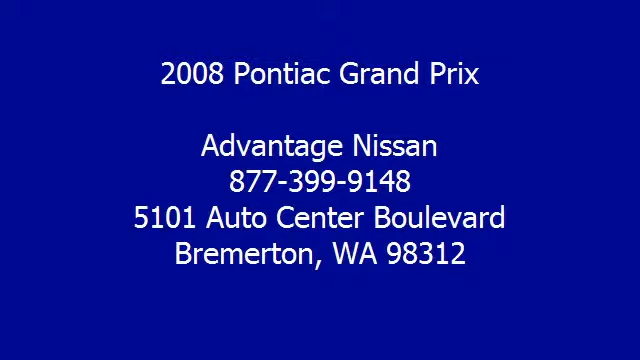 2008 Pontiac Grand Prix
Advantage Nissan
877-399-9148
5101 Auto Center Boulevard
Bremerton, WA 98312